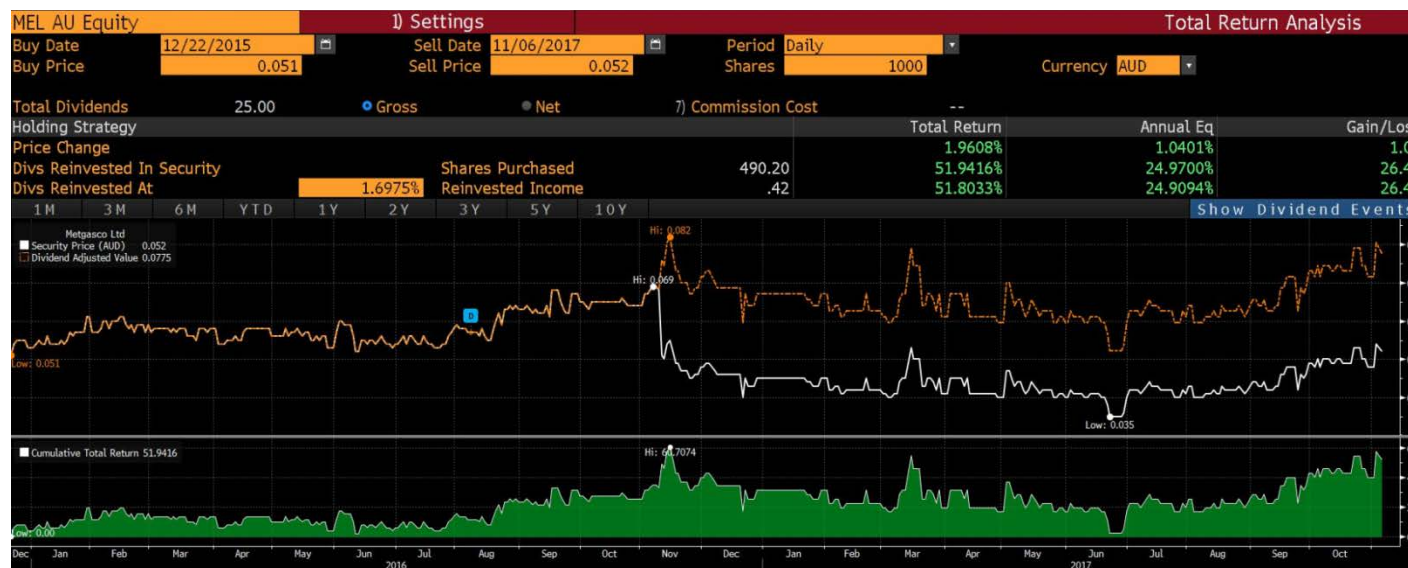 MEL AU Equity 1) Settings Total Return Analysis
Buy Date 12/22/2015 Sell Date 11/06/2017 Period Daily
Buy Price 0.051 Sell Price 0.052 Shares 1000 Currency AUD
Total Dividends 25.00 Gross Net 7) Commission Cost --
Holding Strategy Total Return Annual Eq Gain/Los
Price Change 1.9608% 1.0401% 1.0
Divs Reinvested In Security Shares Purchased 490.20 51.9416% 24.9700% 26.4
Divs Reinvested At 1.6975% Reinvested Income .42 51.8033% 24.9094% 26.4
1M 3M 6M YTD 1Y 2Y 3Y 5Y 10Y Show Dividend Events
Metgasco Ltd
Security Price (AUD) 0.052
Dividend Adjusted Value 0.0775
Hi: 0.082
Hi: 0.069
D
Low: 0.051
Low: 0.035
Cumulative Total Return 51.9416
Hi: 60.7074
Low: 0.00
Dec Jan Feb Mar Apr May Jun Jul Aug Sep Oct Nov Dec Jan Feb Mar Apr May Jun Jul Aug Sep Oct
2016 2017